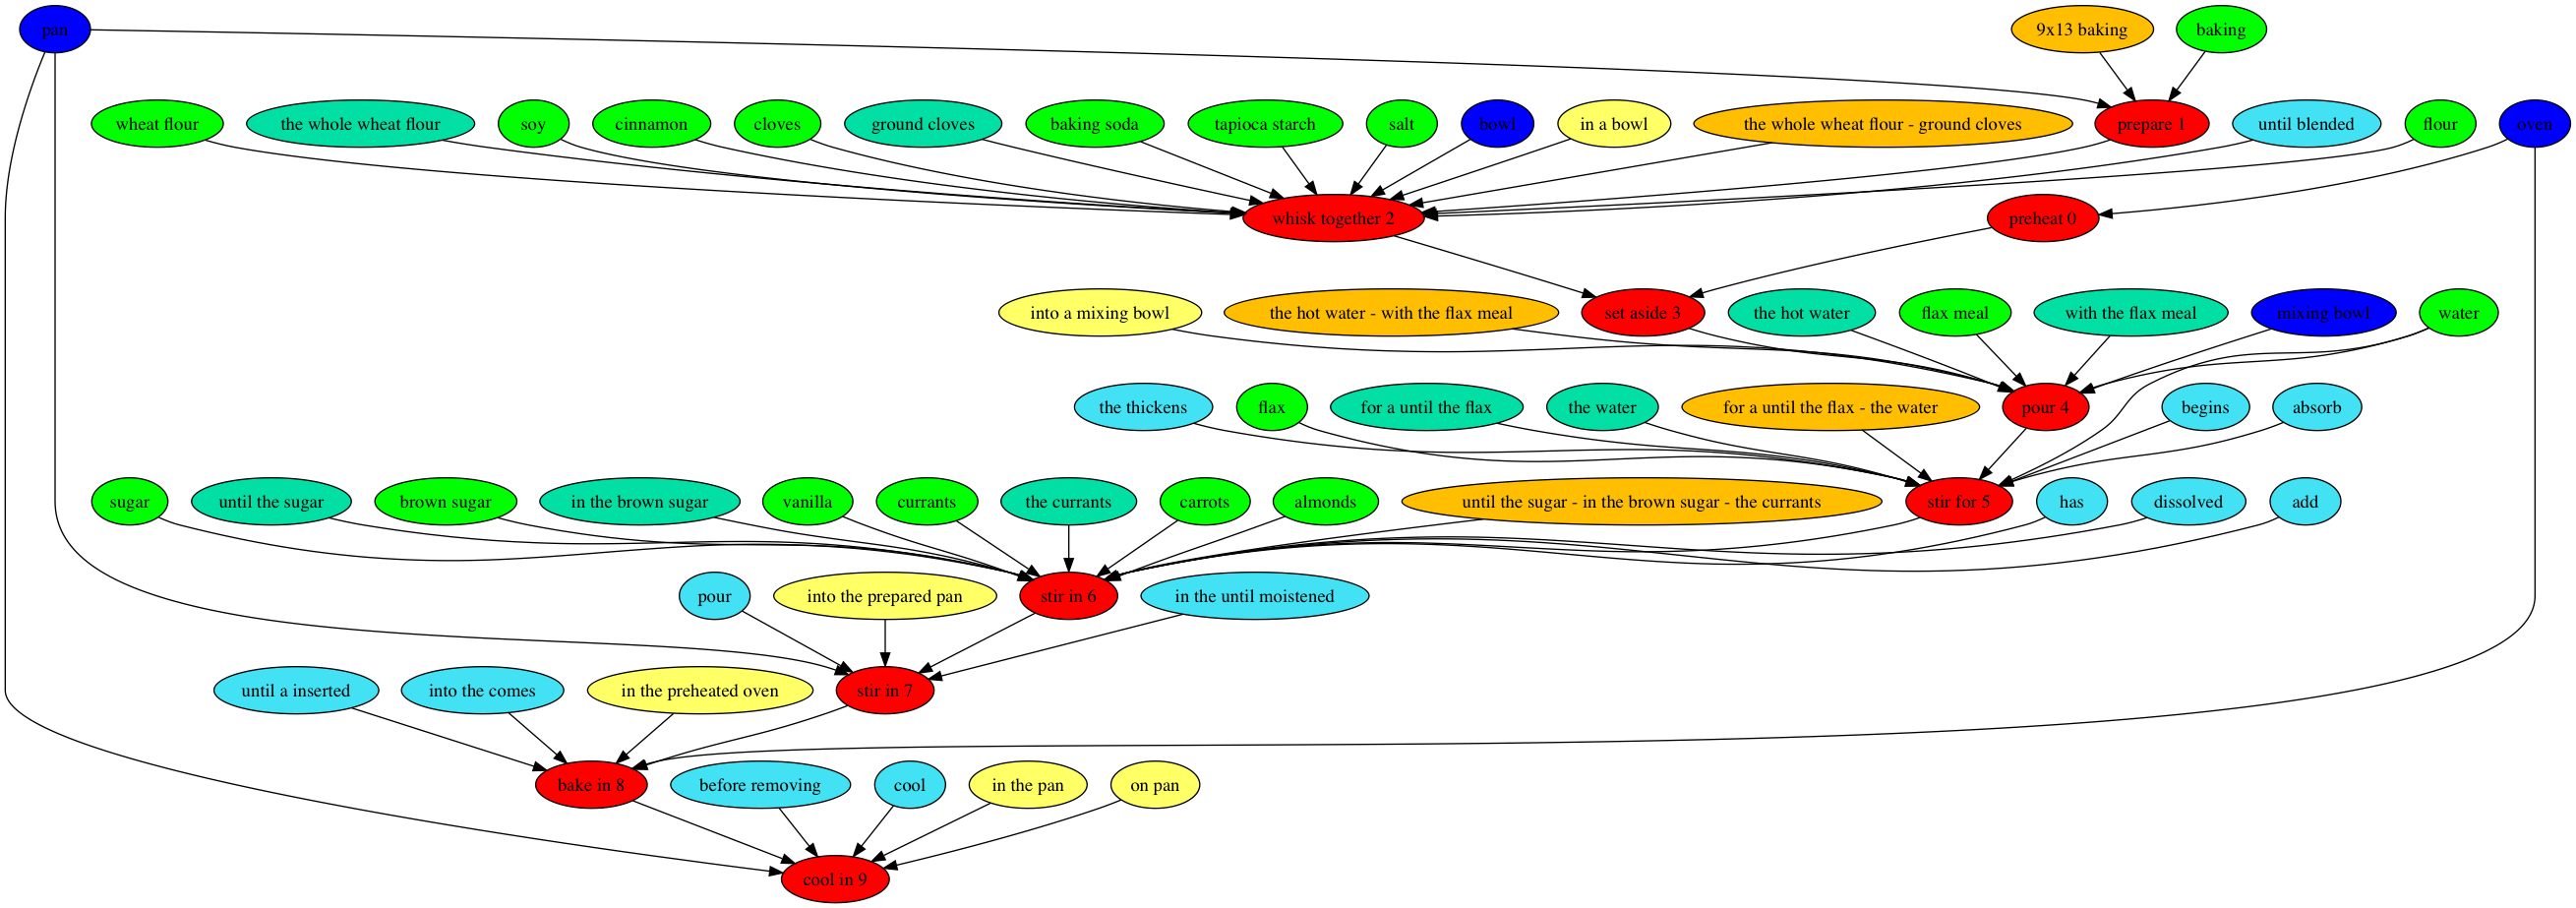 pan
9x13 baking
baking
wheat flour
the whole wheat flour
soy
cinnamon
cloves
ground cloves
baking soda
tapioca starch
salt
bowl
in a bowl
the whole wheat flour - ground cloves
prepare 1
until blended
flour
oven
whisk together 2
preheat 0
into a mixing bowl
the hot water - with the flax meal
set aside 3
the hot water
flax meal
with the flax meal
mixing bowl
water
the thickens
flax
for a until the flax
the water
for a until the flax - the water
pour 4
begins
absorb
sugar
until the sugar
brown sugar
in the brown sugar
vanilla
currants
the currants
carrots
almonds
until the sugar - in the brown sugar - the currants
stir for 5
has
dissolved
add
pour
into the prepared pan
stir in 6
in the until moistened
until a inserted
into the comes
in the preheated oven
stir in 7
bake in 8
before removing
cool
in the pan
on pan
cool in 9